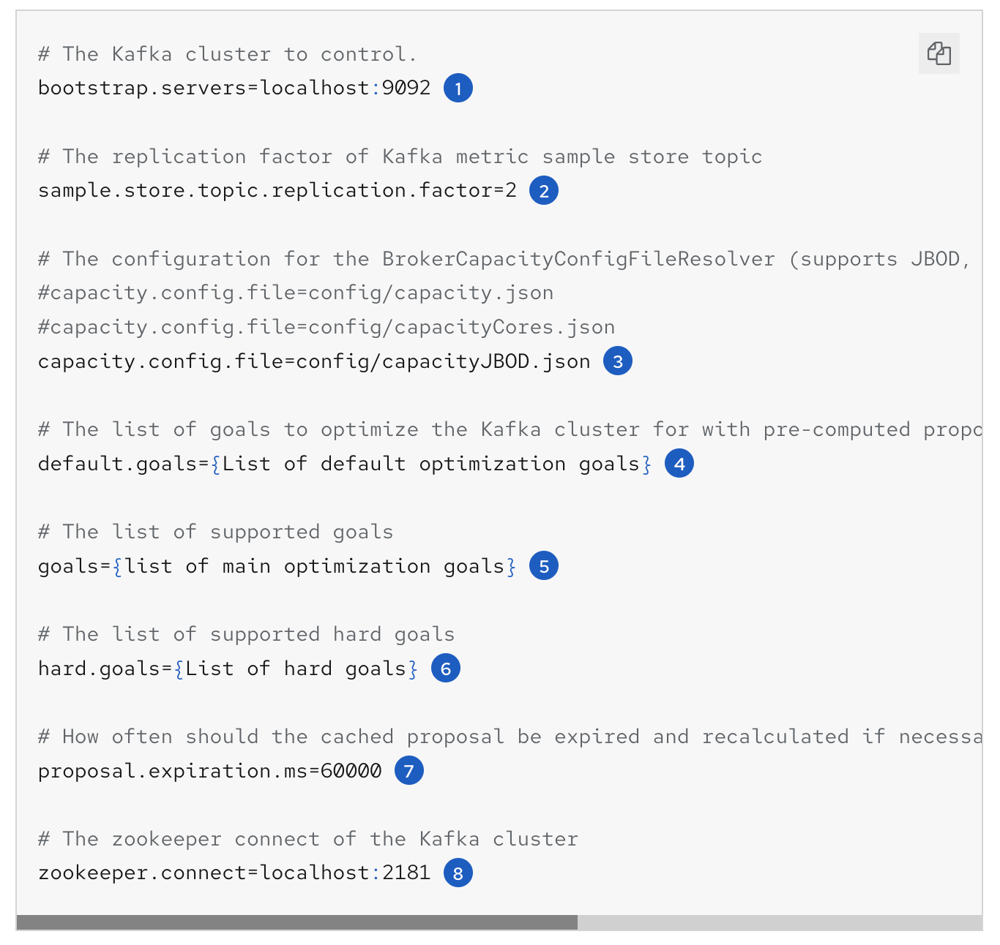 # The Kafka cluster to control.
bootstrap.servers=localhost:9092 1
# The replication factor of Kafka metric sample store topic
sample.store.topic.replication.factor=2 2
# The configuration for the BrokerCapacityConfigFileResolver (supports JBOD,
#capacity.config.file=config/capacity.json
#capacity.config.file=config/capacityCores.json
capacity.config.file=config/capacityJBOD.json 3
# The list of goals to optimize the Kafka cluster for with pre-computed propo
default.goals={List of default optimization goals} 4
# The list of supported goals
goals={list of main optimization goals} 5
# The list of supported hard goals
hard.goals={List of hard goals} 6
# How often should the cached proposal be expired and recalculated if necessa
proposal.expiration.ms=60000 7
# The zookeeper connect of the Kafka cluster
zookeeper.connect=localhost:2181 8